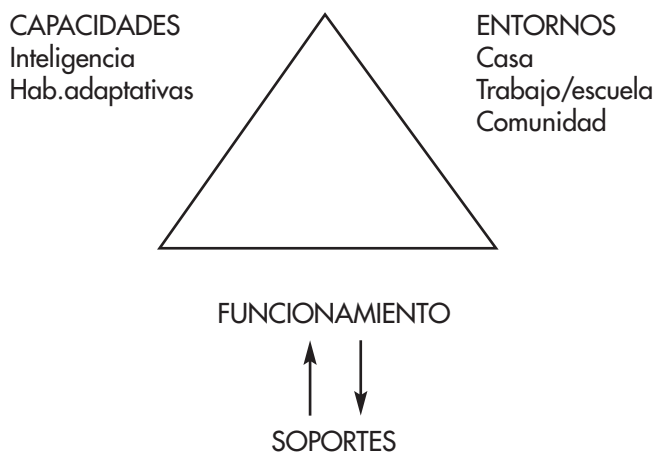 CAPACIDADES
Inteligencia
Hab.adaptativas
ENTORNOS
Casa
Trabajo/escuela
Comunidad
FUNCIONAMIENTO
SOPORTES